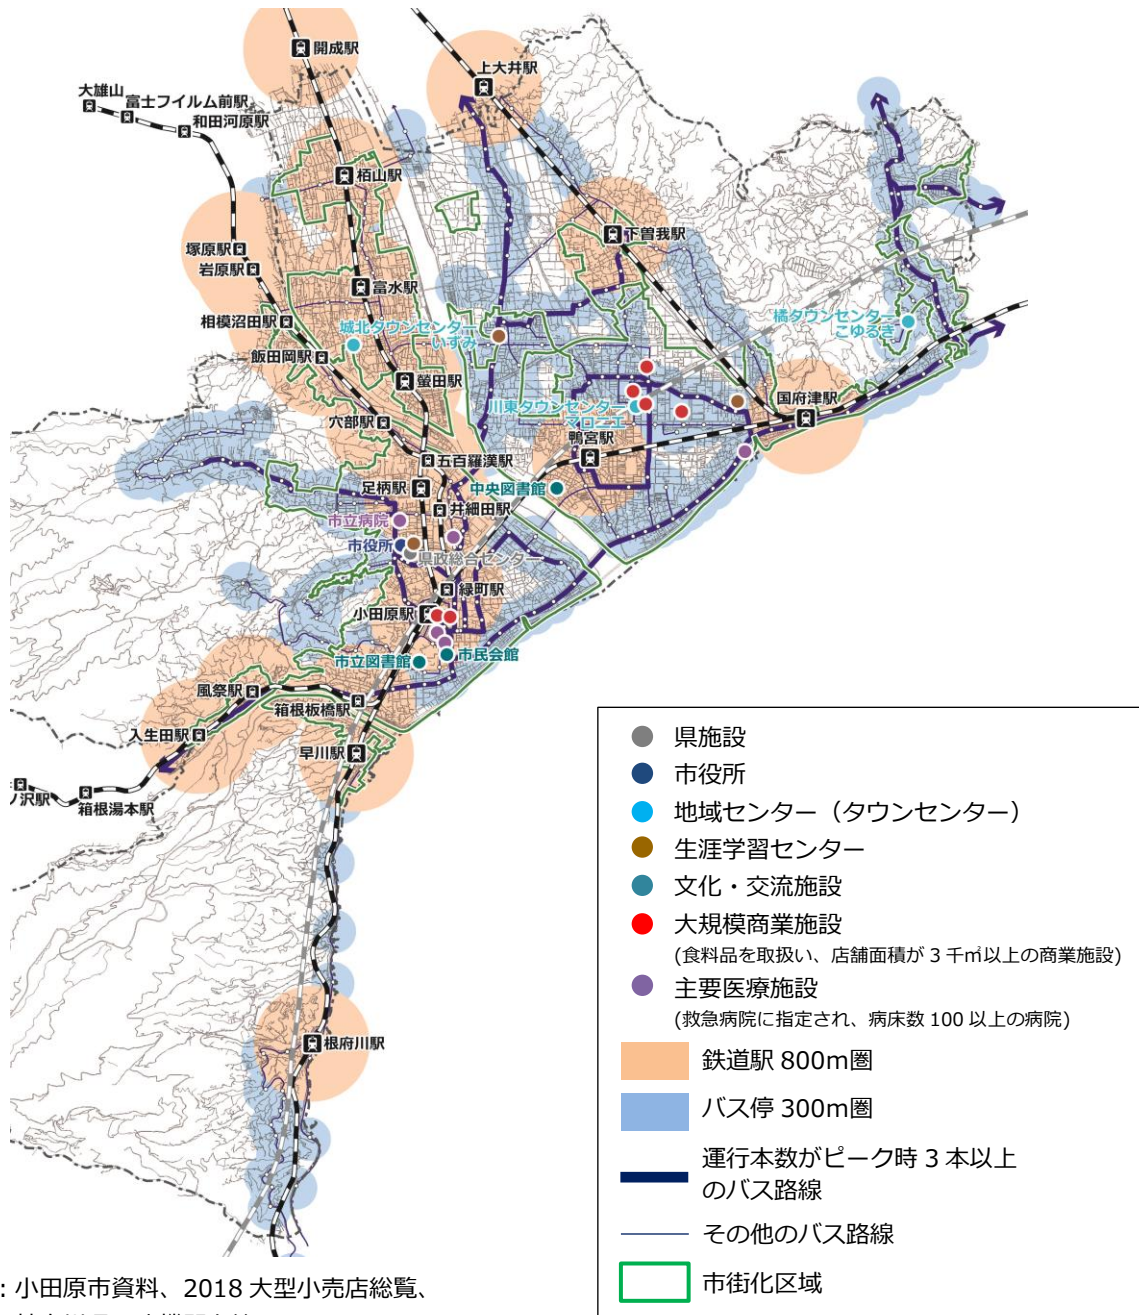 開成駅
上大井駅
大雄山
富士フイルム前駅
和田河原駅
栢山駅
下曽我駅
塚原駅
岩原駅
富水駅
相模沼田駅
城北タウンセンター
いずみ
橘タウンセンター
こゆるぎ
飯田岡駅
螢田駅
国府津駅
川東タウンセンター
マロニエ
穴部駅
鴨宮駅
五百羅漢駅
足柄駅
中央図書館
井細田駅
市立病院
市役所
県政総合センター
緑町駅
小田原駅
市民会館
市立図書館
風祭駅
箱根板橋駅
入生田駅
早川駅
沢駅
箱根湯本駅
根府川駅
県施設
市役所
地域センター（タウンセンター）
生涯学習センター
文化・交流施設
大規模商業施設
(食料品を取扱い、店舗面積が 3 千㎡以上の商業施設)
主要医療施設
(救急病院に指定され、病床数 100 以上の病院)
鉄道駅 800m圏
バス停 300m圏
運行本数がピーク時 3 本以上
のバス路線
その他のバス路線
市街化区域
: 小田原市資料、2018 大型小売店総覧、